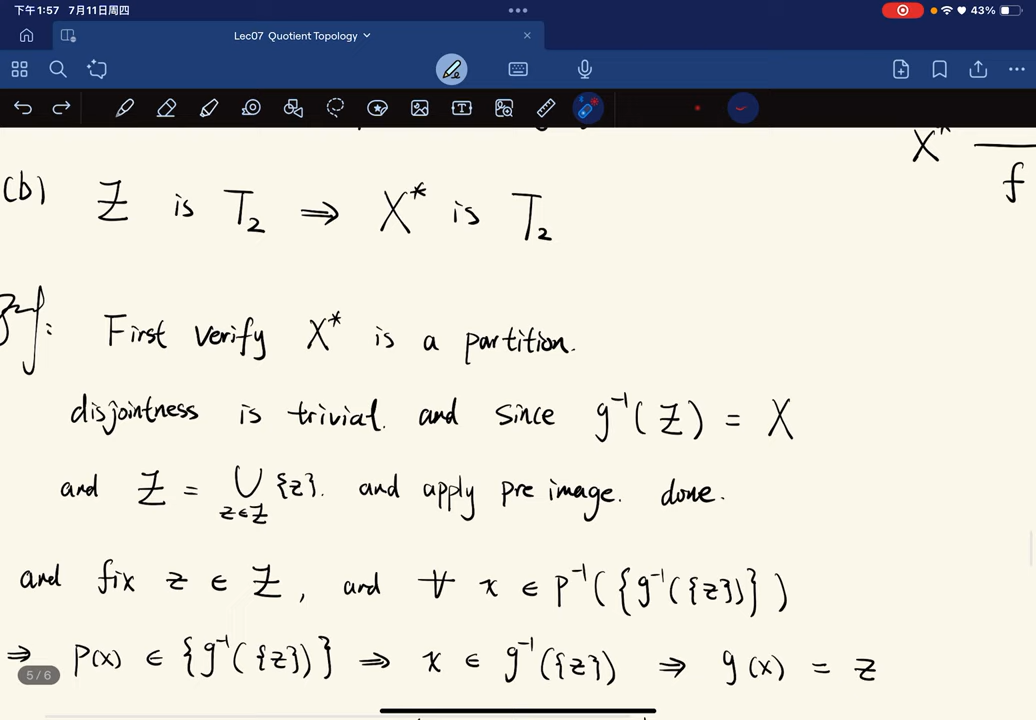 下午1:57 7月11日周四
43%
Lec07 Quotient Topology
X*
f
(b) Z is T₂ ⇒ X* is T₂
First verify X* is a partition.
disjointness is trivial. and since g⁻¹(Z) = X
and Z = ∪ {z}. and apply pre image. done.
z∈Z
and fix z ∈ Z, and ∀ x ∈ P⁻¹({g⁻¹({z})})
⇒ P(x) ∈ {g⁻¹({z})} ⇒ x ∈ g⁻¹({z}) ⇒ g(x) = z
5 / 6